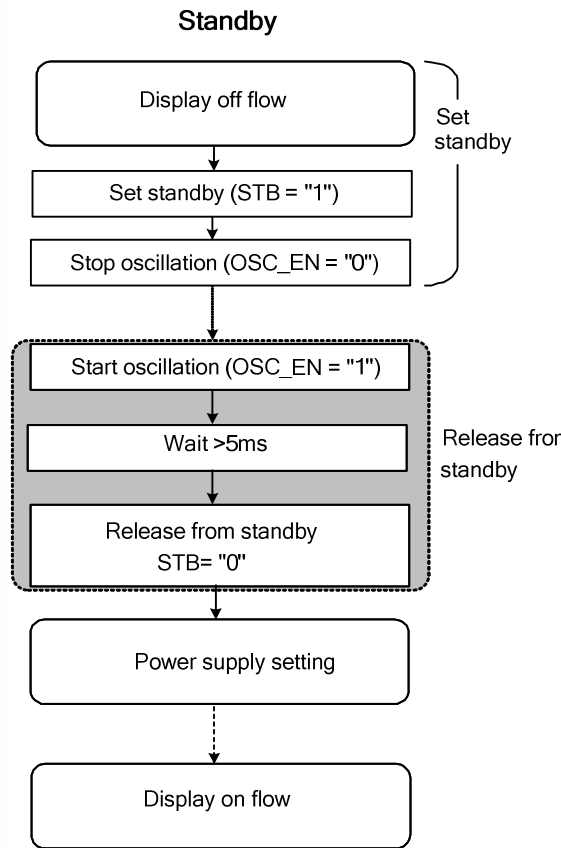 Standby
Display off flow
Set
standby
Set standby (STB = "1")
Stop oscillation (OSC_EN = "0")
Start oscillation (OSC_EN = "1")
Wait >5ms
Release from
standby
Release from standby
STB= "0"
Power supply setting
Display on flow